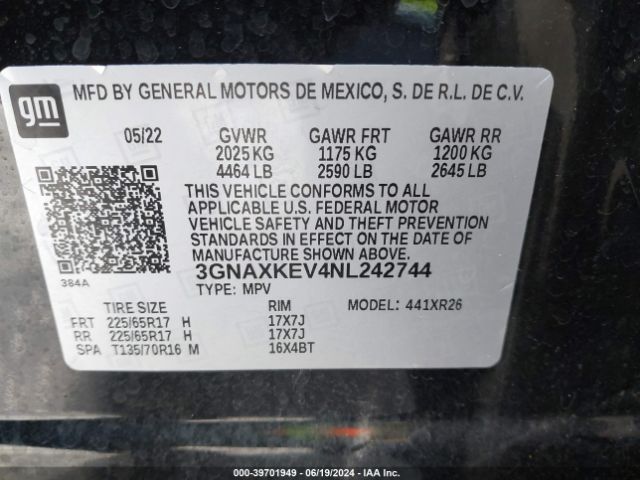 gm
MFD BY GENERAL MOTORS DE MEXICO, S. DE R.L. DE C.V.
05/22 GVWR GAWR FRT GAWR RR
2025 KG 1175 KG 1200 KG
4464 LB 2590 LB 2645 LB
THIS VEHICLE CONFORMS TO ALL
APPLICABLE U.S. FEDERAL MOTOR
VEHICLE SAFETY AND THEFT PREVENTION
STANDARDS IN EFFECT ON THE DATE OF
MANUFACTURE SHOWN ABOVE.
384A
3GNAXKEV4NL242744
TYPE: MPV
TIRE SIZE RIM MODEL: 441XR26
FRT 225/65R17 H 17X7J
RR 225/65R17 H 17X7J
SPA T135/70R16 M 16X4BT
000-39701949 - 06/19/2024 - IAA Inc.